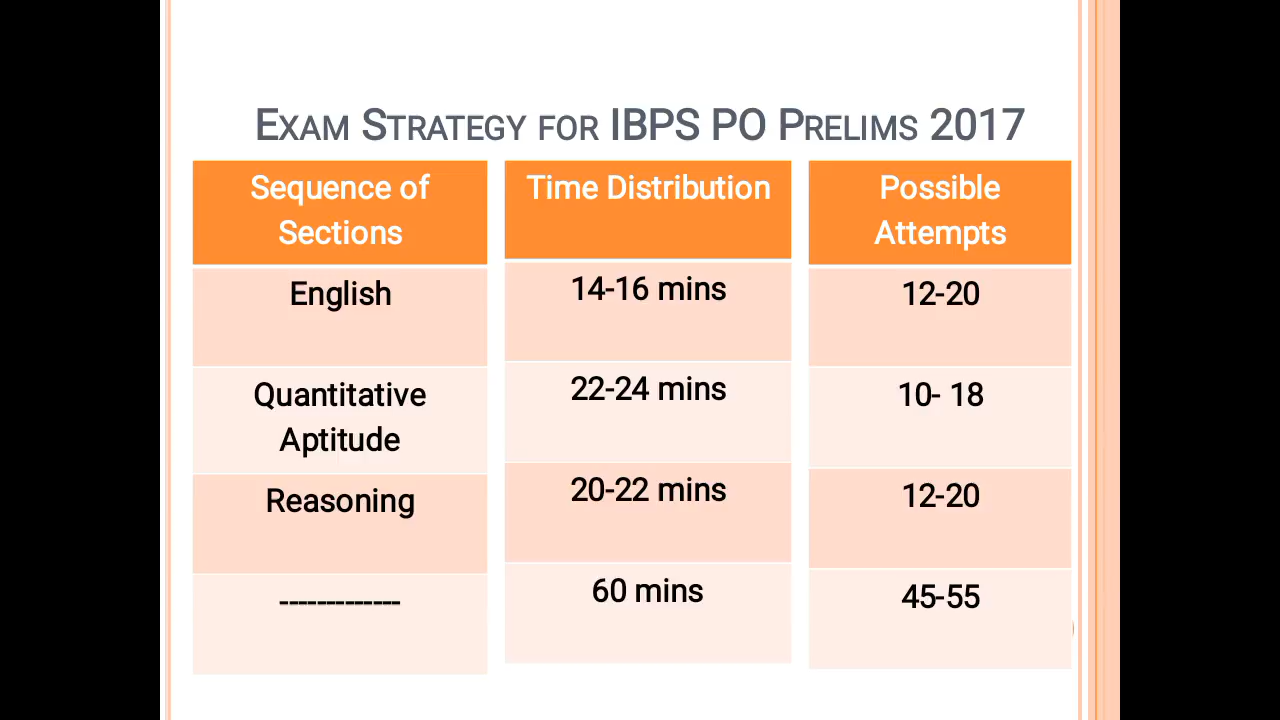 EXAM STRATEGY FOR IBPS PO PRELIMS 2017
Sequence of Sections
Time Distribution
Possible Attempts
English
14-16 mins
12-20
Quantitative Aptitude
22-24 mins
10- 18
Reasoning
20-22 mins
12-20
-------------
60 mins
45-55